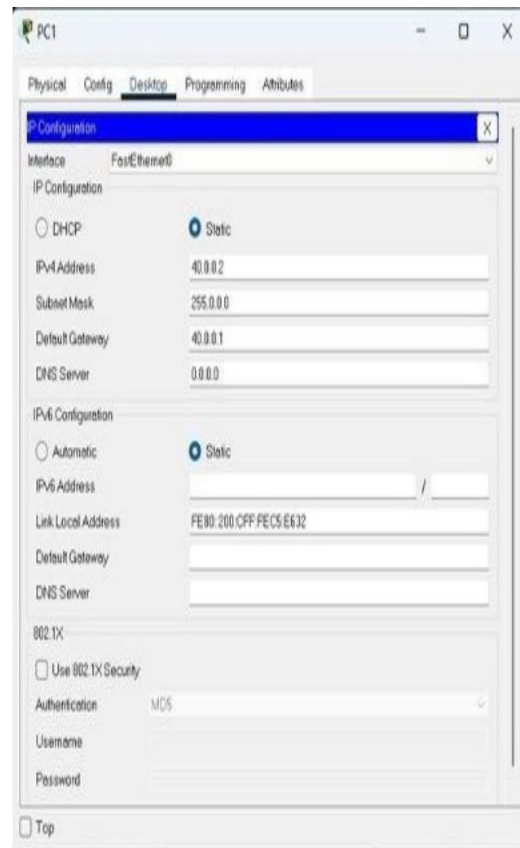 PC1
Physical Config Desktop Programming Attributes
IP Configuration X
Interface FastEthernet0
IP Configuration
DHCP Static
IPv4 Address 40.0.0.2
Subnet Mask 255.0.0.0
Default Gateway 40.0.0.1
DNS Server 0.0.0.0
IPv6 Configuration
Automatic Static
IPv6 Address /
Link Local Address FE80::200:CFF:FEC5:E632
Default Gateway
DNS Server
802.1X
Use 802.1X Security
Authentication MD5
Username
Password
Top